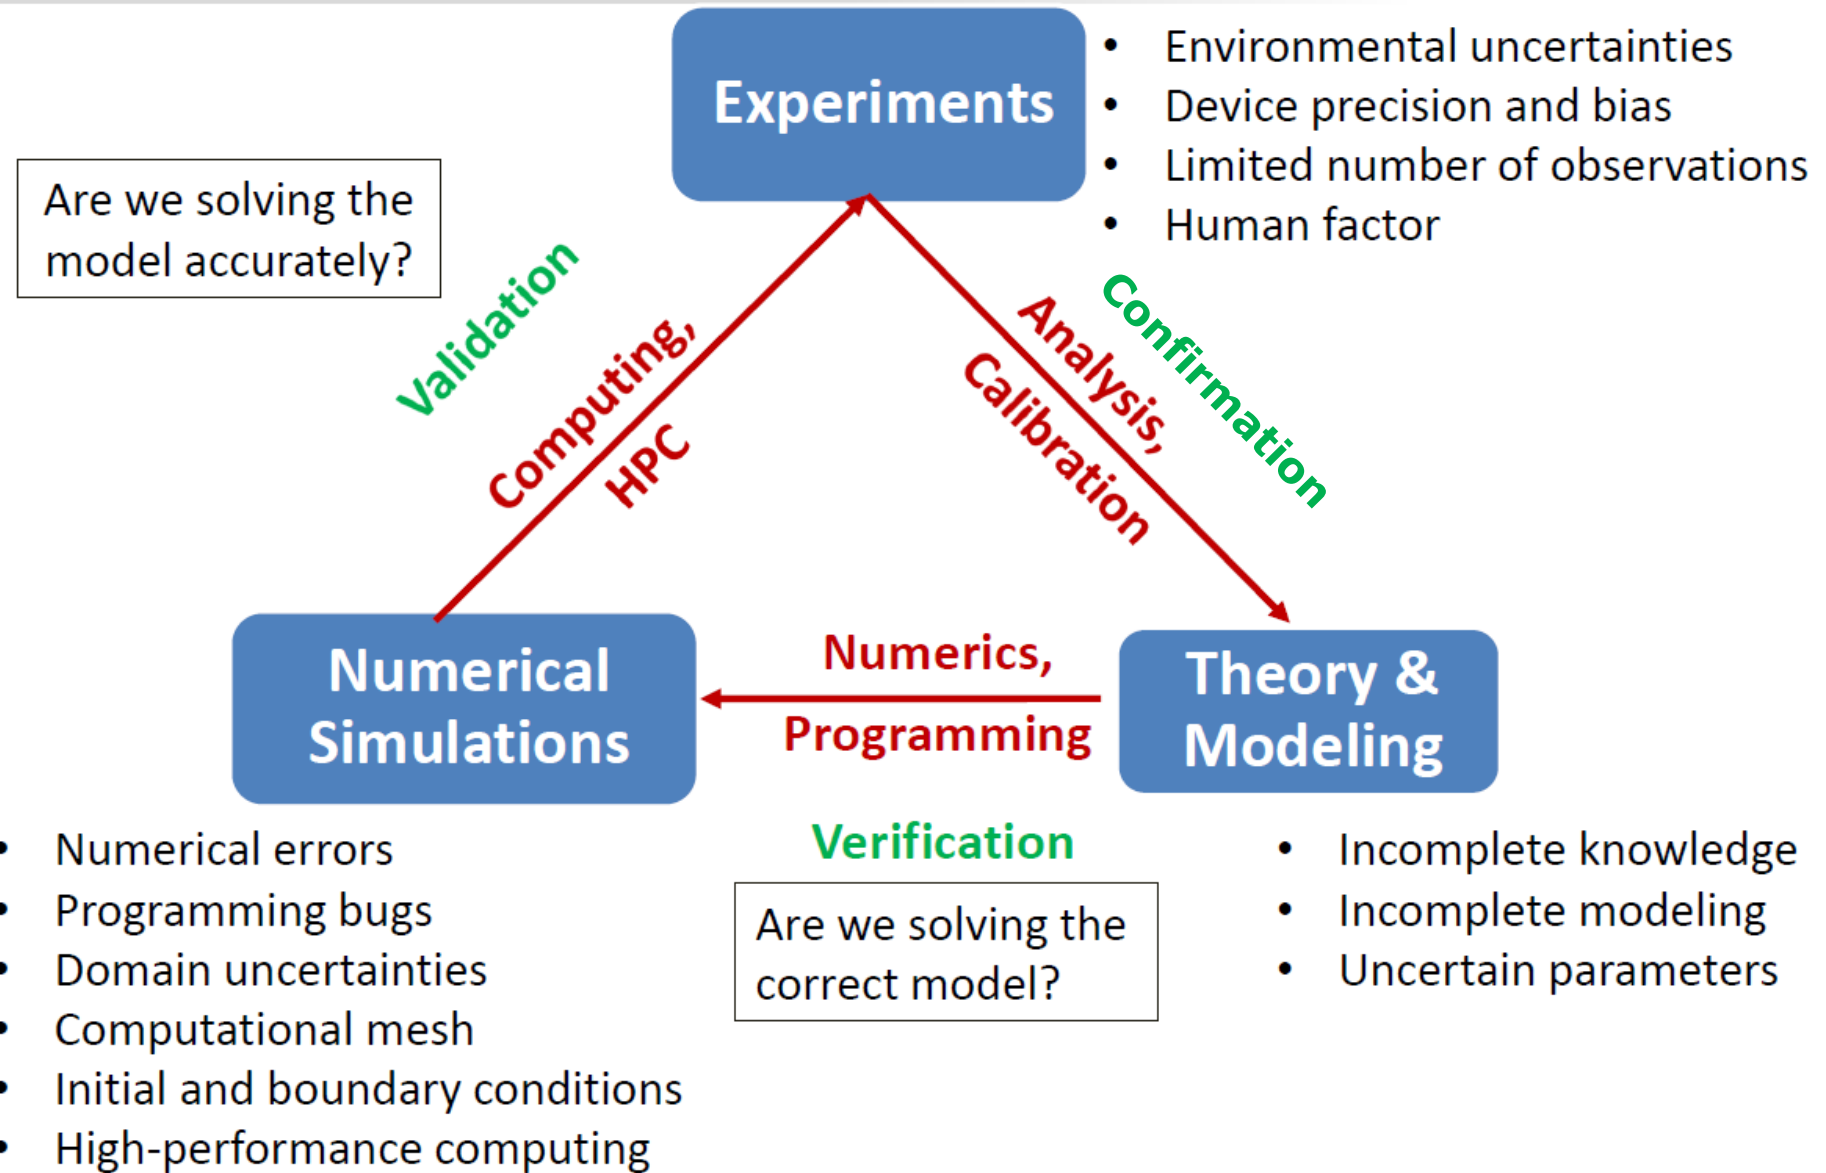 Experiments
• Environmental uncertainties
• Device precision and bias
• Limited number of observations
• Human factor
Are we solving the
model accurately?
Validation
Computing,
HPC
Confirmation
Analysis,
Calibration
Numerical
Simulations
Numerics,
Programming
Theory &
Modeling
Verification
Are we solving the
correct model?
• Numerical errors
• Programming bugs
• Domain uncertainties
• Computational mesh
• Initial and boundary conditions
• High-performance computing
• Incomplete knowledge
• Incomplete modeling
• Uncertain parameters